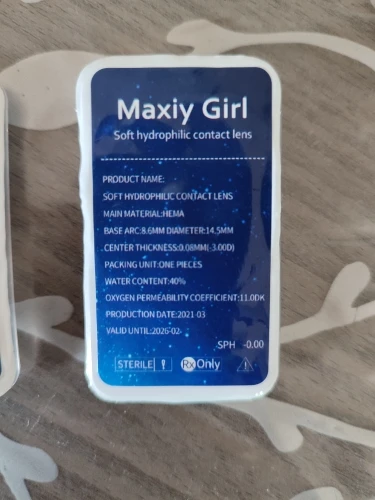 Maxiy Girl
Soft hydrophilic contact lens
PRODUCT NAME:
SOFT HYDROPHILIC CONTACT LENS
MAIN MATERIAL:HEMA
BASE ARC:8.6MM DIAMETER:14.5MM
CENTER THICKNESS:0.08MM(-3.00D)
PACKING UNIT:ONE PIECES
WATER CONTENT:40%
OXYGEN PERMEABILITY COEFFICIENT:11.0DK
PRODUCTION DATE:2021-03
VALID UNTIL:2026-02
SPH -0.00
STERILE Rx Only